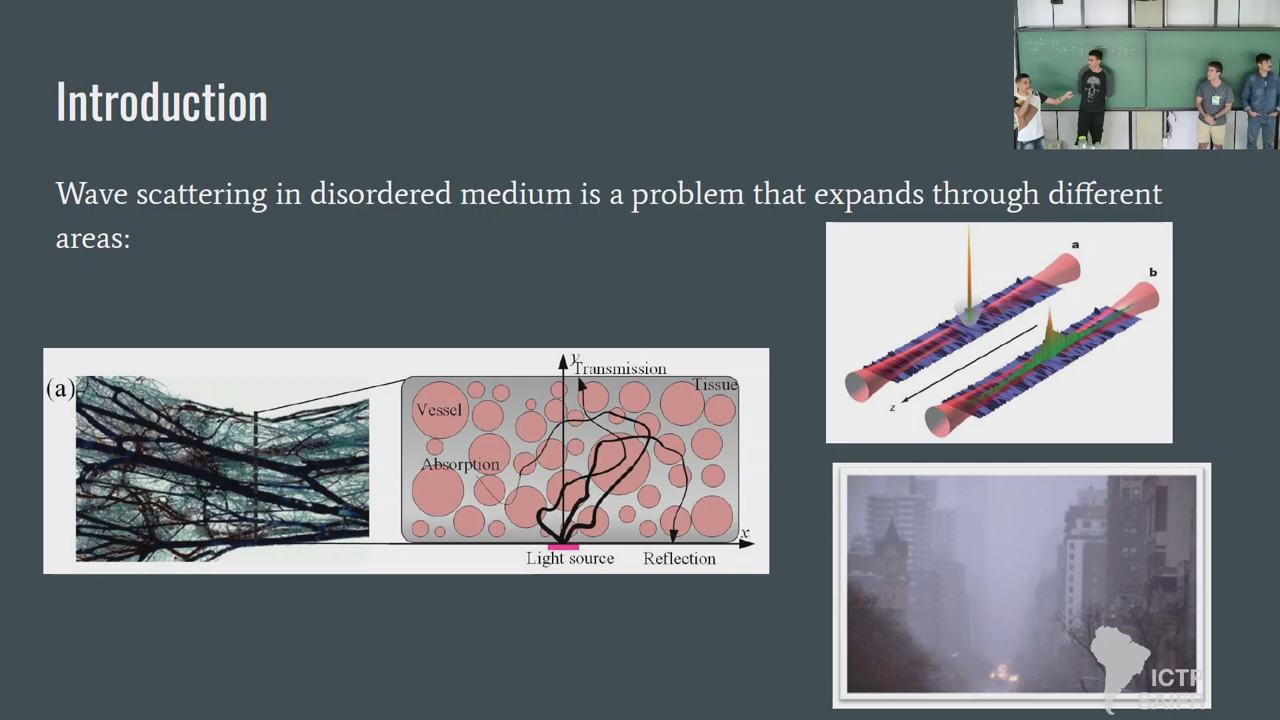 Introduction
Wave scattering in disordered medium is a problem that expands through different
areas:
a
b
z
(a)
y
Transmission
Tissue
Vessel
Absorption
x
Light source
Reflection
ICTP
SAIFR